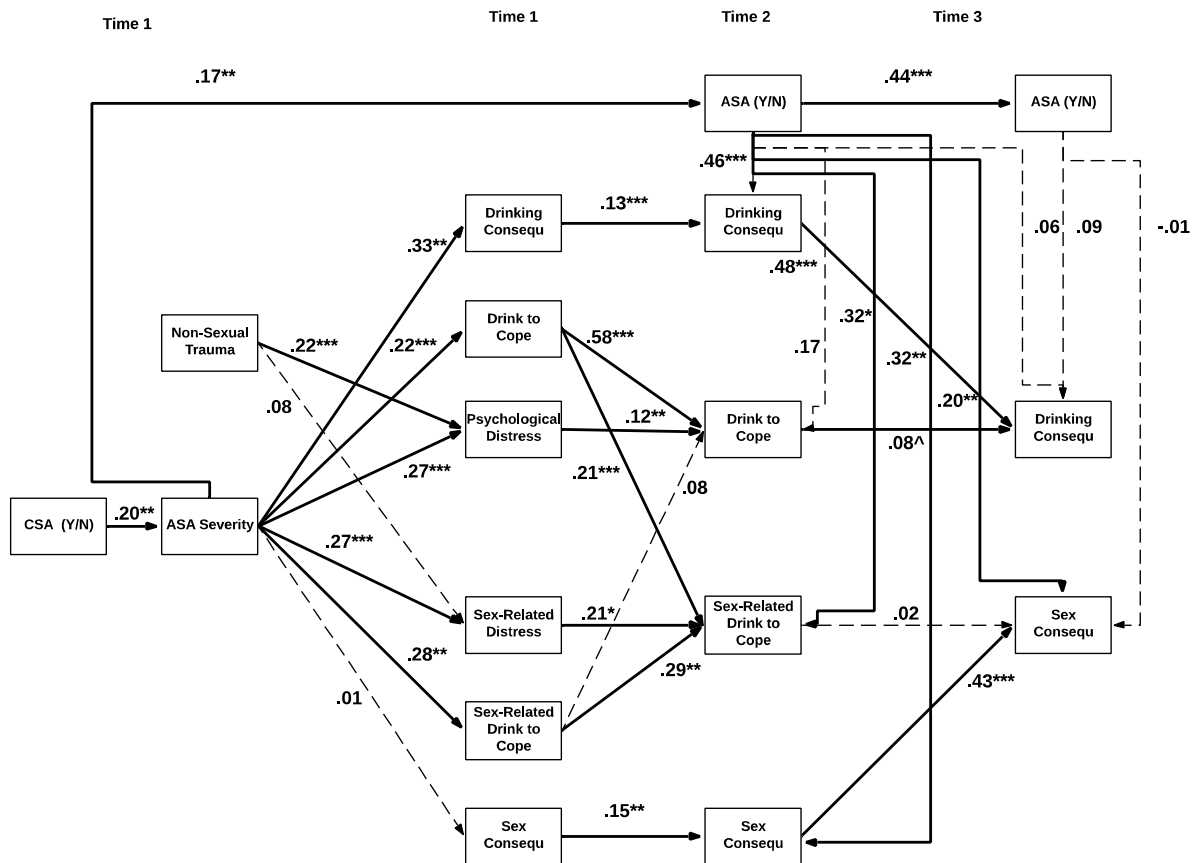 Time 1
Time 1
Time 2
Time 3
.17**
ASA (Y/N)
.44***
ASA (Y/N)
.46***
.33**
Drinking
Consequ
.13***
Drinking
Consequ
.48***
.06
.09
-.01
Non-Sexual
Trauma
.22***
.22***
Drink to
Cope
.58***
.17
.32*
.32**
.08
.27***
Psychological
Distress
.12**
Drink to
Cope
.20**
.08^
Drinking
Consequ
.21***
.08
CSA (Y/N)
.20**
ASA Severity
.27***
.28**
.01
Sex-Related
Distress
.21*
Sex-Related
Drink to
Cope
.02
Sex
Consequ
.29**
.43***
Sex-Related
Drink to
Cope
Sex
Consequ
.15**
Sex
Consequ